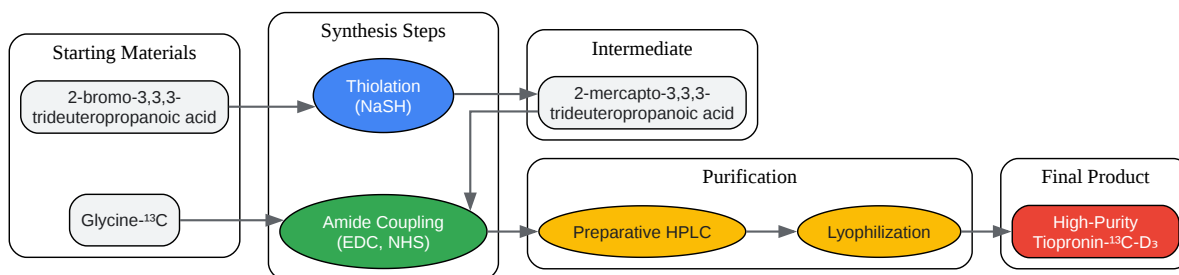 Starting Materials
Synthesis Steps
Intermediate
2-bromo-3,3,3-
trideuteropropanoic acid
Thiolation
(NaSH)
2-mercapto-3,3,3-
trideuteropropanoic acid
Purification
Final Product
Glycine-¹³C
Amide Coupling
(EDC, NHS)
Preparative HPLC
Lyophilization
High-Purity
Tiopronin-¹³C-D₃